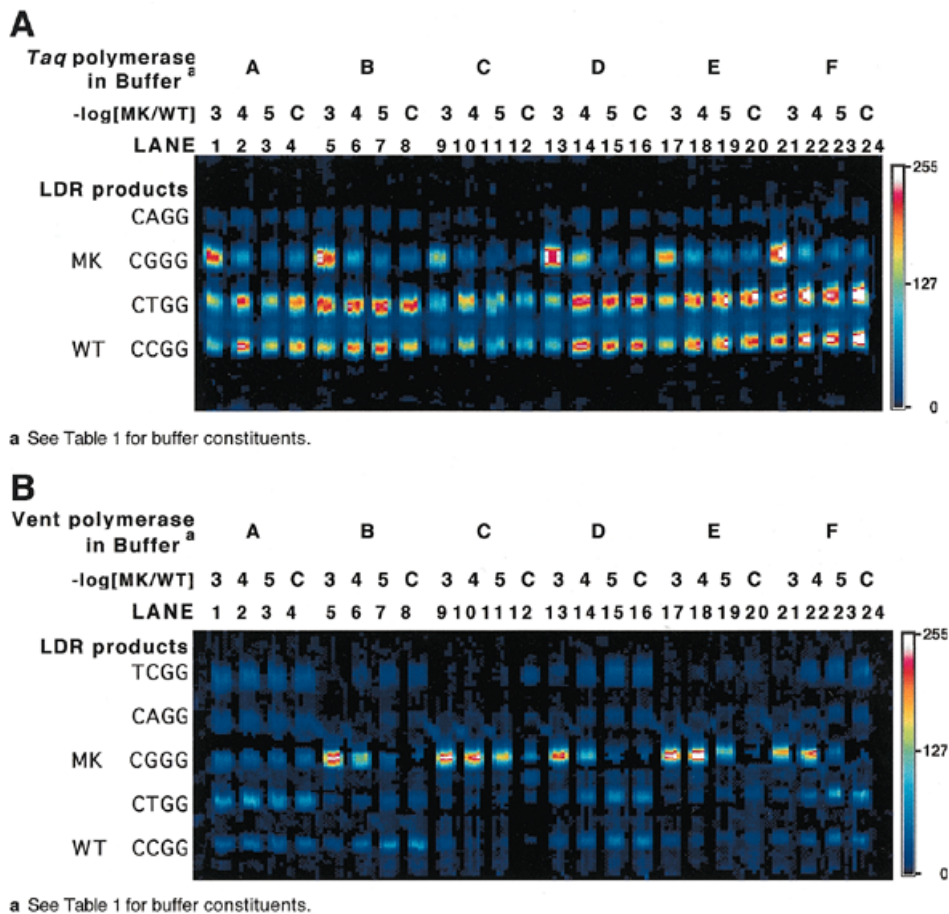 A
Taq polymerase
in Buffer a
A B C D E F
-log[MK/WT] 3 4 5 C 3 4 5 C 3 4 5 C 3 4 5 C 3 4 5 C 3 4 5 C
LANE 1 2 3 4 5 6 7 8 9 10 11 12 13 14 15 16 17 18 19 20 21 22 23 24
LDR products
CAGG
MK CGGG
CTGG
WT CCGG
255
127
0
a See Table 1 for buffer constituents.
B
Vent polymerase
in Buffer a
A B C D E F
-log[MK/WT] 3 4 5 C 3 4 5 C 3 4 5 C 3 4 5 C 3 4 5 C 3 4 5 C
LANE 1 2 3 4 5 6 7 8 9 10 11 12 13 14 15 16 17 18 19 20 21 22 23 24
LDR products
TCGG
CAGG
MK CGGG
CTGG
WT CCGG
255
127
0
a See Table 1 for buffer constituents.